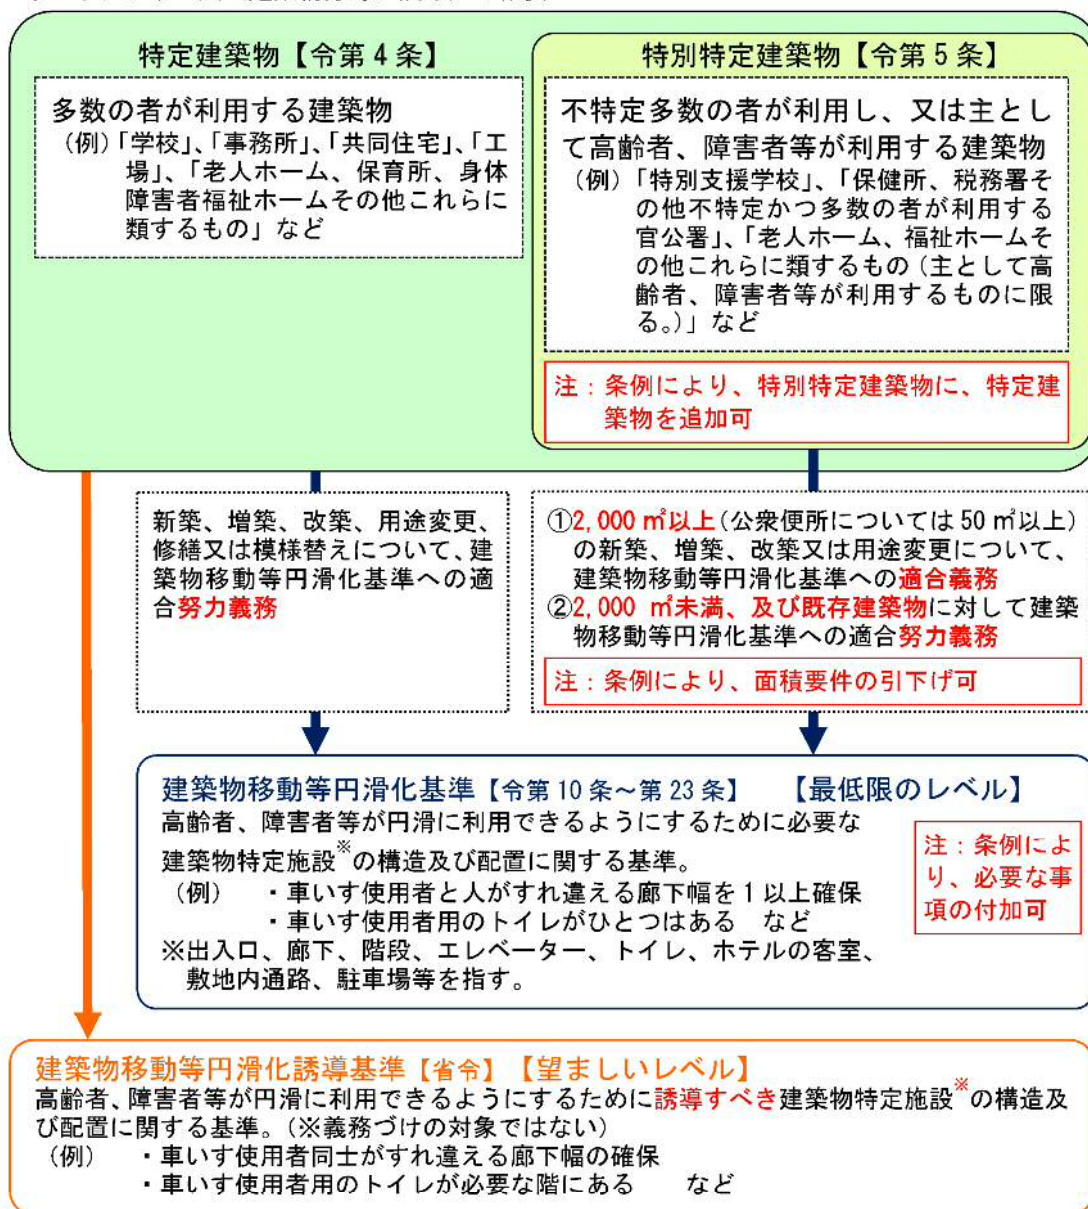 特定建築物【令第4条】
多数の者が利用する建築物
(例)「学校」、「事務所」、「共同住宅」、「工
場」、「老人ホーム、保育所、身体
障害者福祉ホームその他これらに
類するもの」など
特別特定建築物【令第5条】
不特定多数の者が利用し、又は主とし
て高齢者、障害者等が利用する建築物
(例)「特別支援学校」、「保健所、税務署そ
の他不特定かつ多数の者が利用する
官公署」、「老人ホーム、福祉ホームそ
の他これらに類するもの(主として高
齢者、障害者等が利用するものに限
る。)」など
注:条例により、特別特定建築物に、特定建
築物を追加可
新築、増築、改築、用途変更、
修繕又は模様替えについて、建
築物移動等円滑化基準への適
合努力義務
①2,000㎡以上(公衆便所については50㎡以上)
の新築、増築、改築又は用途変更について、
建築物移動等円滑化基準への適合義務
②2,000㎡未満、及び既存建築物に対して建築
物移動等円滑化基準への適合努力義務
注:条例により、面積要件の引下げ可
建築物移動等円滑化基準【令第10条~第23条】 【最低限のレベル】
高齢者、障害者等が円滑に利用できるようにするために必要な
建築物特定施設※の構造及び配置に関する基準。
(例) ・車いす使用者と人がすれ違える廊下幅を1以上確保
・車いす使用者用のトイレがひとつはある など
※出入口、廊下、階段、エレベーター、トイレ、ホテルの客室、
敷地内通路、駐車場等を指す。
注:条例によ
り、必要な事
項の付加可
建築物移動等円滑化誘導基準【省令】【望ましいレベル】
高齢者、障害者等が円滑に利用できるようにするために誘導すべき建築物特定施設※の構造及
び配置に関する基準。(※義務づけの対象ではない)
(例) ・車いす使用者同士がすれ違える廊下幅の確保
・車いす使用者用のトイレが必要な階にある など